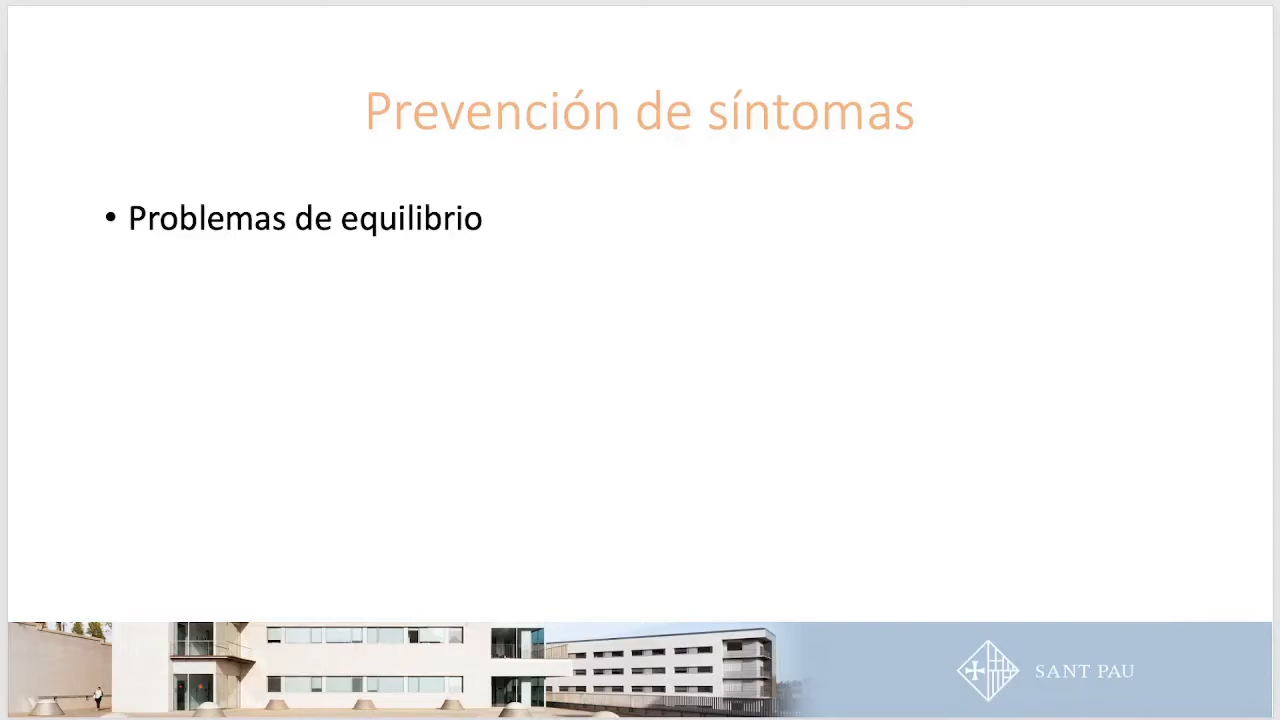 Prevención de síntomas
• Problemas de equilibrio
SANT PAU